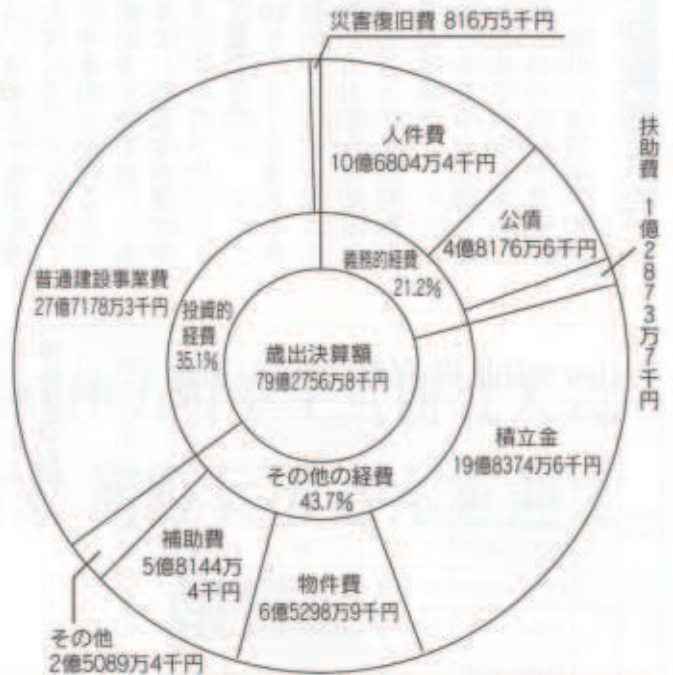 災害復旧費 816万5千円
人件費
10億6804万4千円
公債
4億8176万6千円
扶助費 1億2873万7千円
義務的経費
21.2%
普通建設事業費
27億7178万3千円
投資的
経費
35.1%
歳出決算額
79億2756万8千円
積立金
19億8374万6千円
その他の経費
43.7%
補助費
5億8144万
4千円
物件費
6億5298万9千円
その他
2億5089万4千円